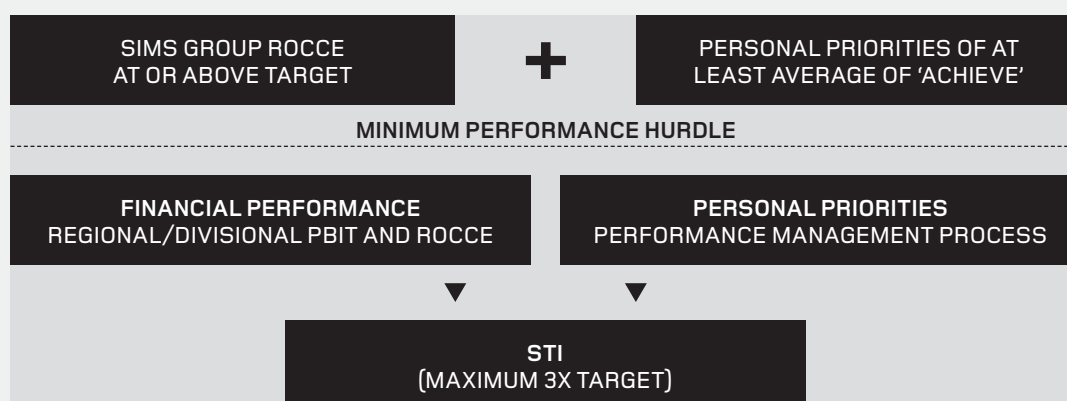 SIMS GROUP ROCCE
AT OR ABOVE TARGET
+
PERSONAL PRIORITIES OF AT
LEAST AVERAGE OF ‘ACHIEVE’
MINIMUM PERFORMANCE HURDLE
FINANCIAL PERFORMANCE
REGIONAL/DIVISIONAL PBIT AND ROCCE
PERSONAL PRIORITIES
PERFORMANCE MANAGEMENT PROCESS
STI
(MAXIMUM 3X TARGET)